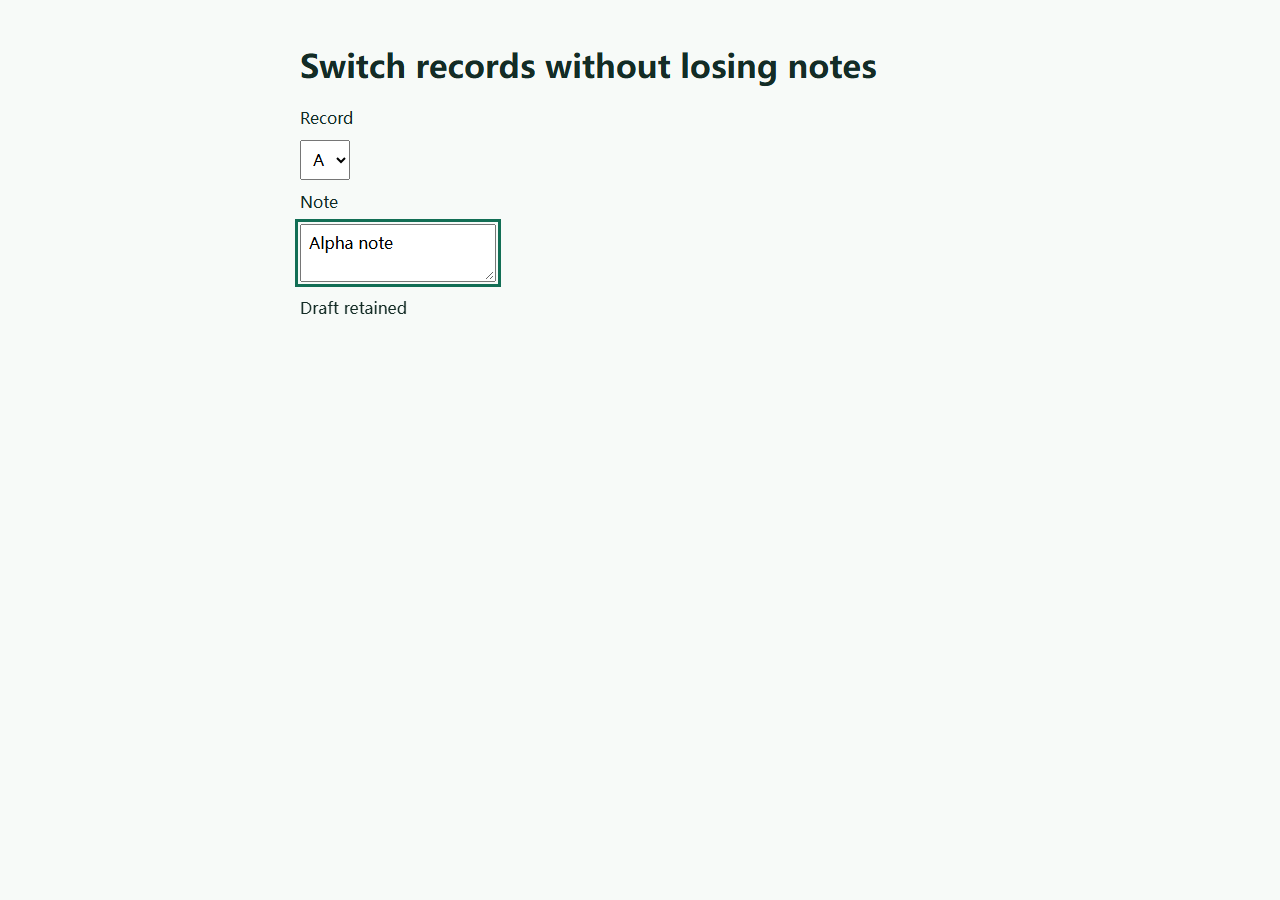 Switch records without losing notes
Record
A
Note
Alpha note
Draft retained